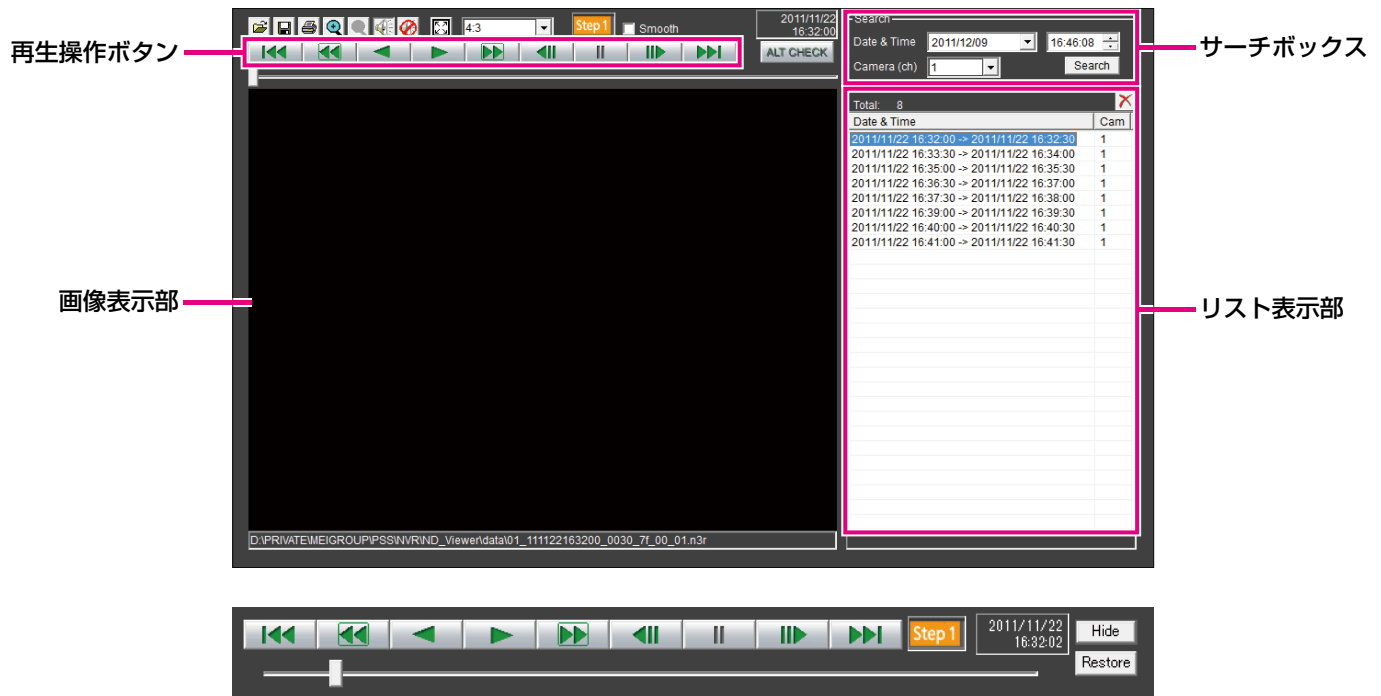 再生操作ボタン
画像表示部
4:3
Step 1
Smooth
2011/11/22
16:32:00
ALT CHECK
Search
Date & Time 2011/12/09 16:46:08
Camera (ch) 1 Search
サーチボックス
Total: 8
Date & Time Cam
2011/11/22 16:32:00 -> 2011/11/22 16:32:30 1
2011/11/22 16:33:30 -> 2011/11/22 16:34:00 1
2011/11/22 16:35:00 -> 2011/11/22 16:35:30 1
2011/11/22 16:36:30 -> 2011/11/22 16:37:00 1
2011/11/22 16:37:30 -> 2011/11/22 16:38:00 1
2011/11/22 16:39:00 -> 2011/11/22 16:39:30 1
2011/11/22 16:40:00 -> 2011/11/22 16:40:30 1
2011/11/22 16:41:00 -> 2011/11/22 16:41:30 1
リスト表示部
D:\PRIVATE\MEIGROUP\PSS\NVR\ND_Viewer\data\01_111122163200_0030_7f_00_01.n3r
Step 1
2011/11/22
16:32:02
Hide
Restore